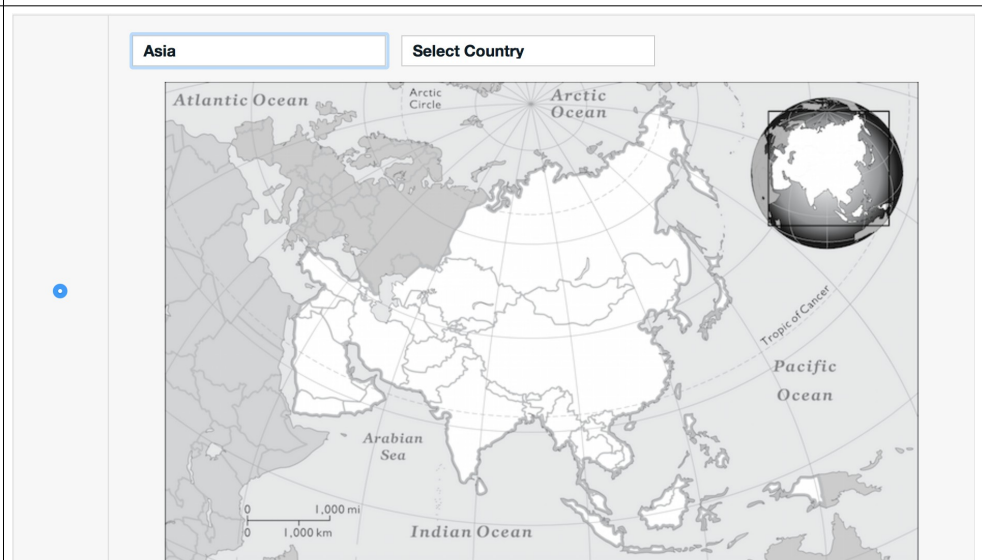 Asia
Select Country
Atlantic Ocean
Arctic
Circle
Arctic
Ocean
Tropic of Cancer
Pacific
Ocean
Arabian
Sea
0 1,000 mi
0 1,000 km
Indian Ocean